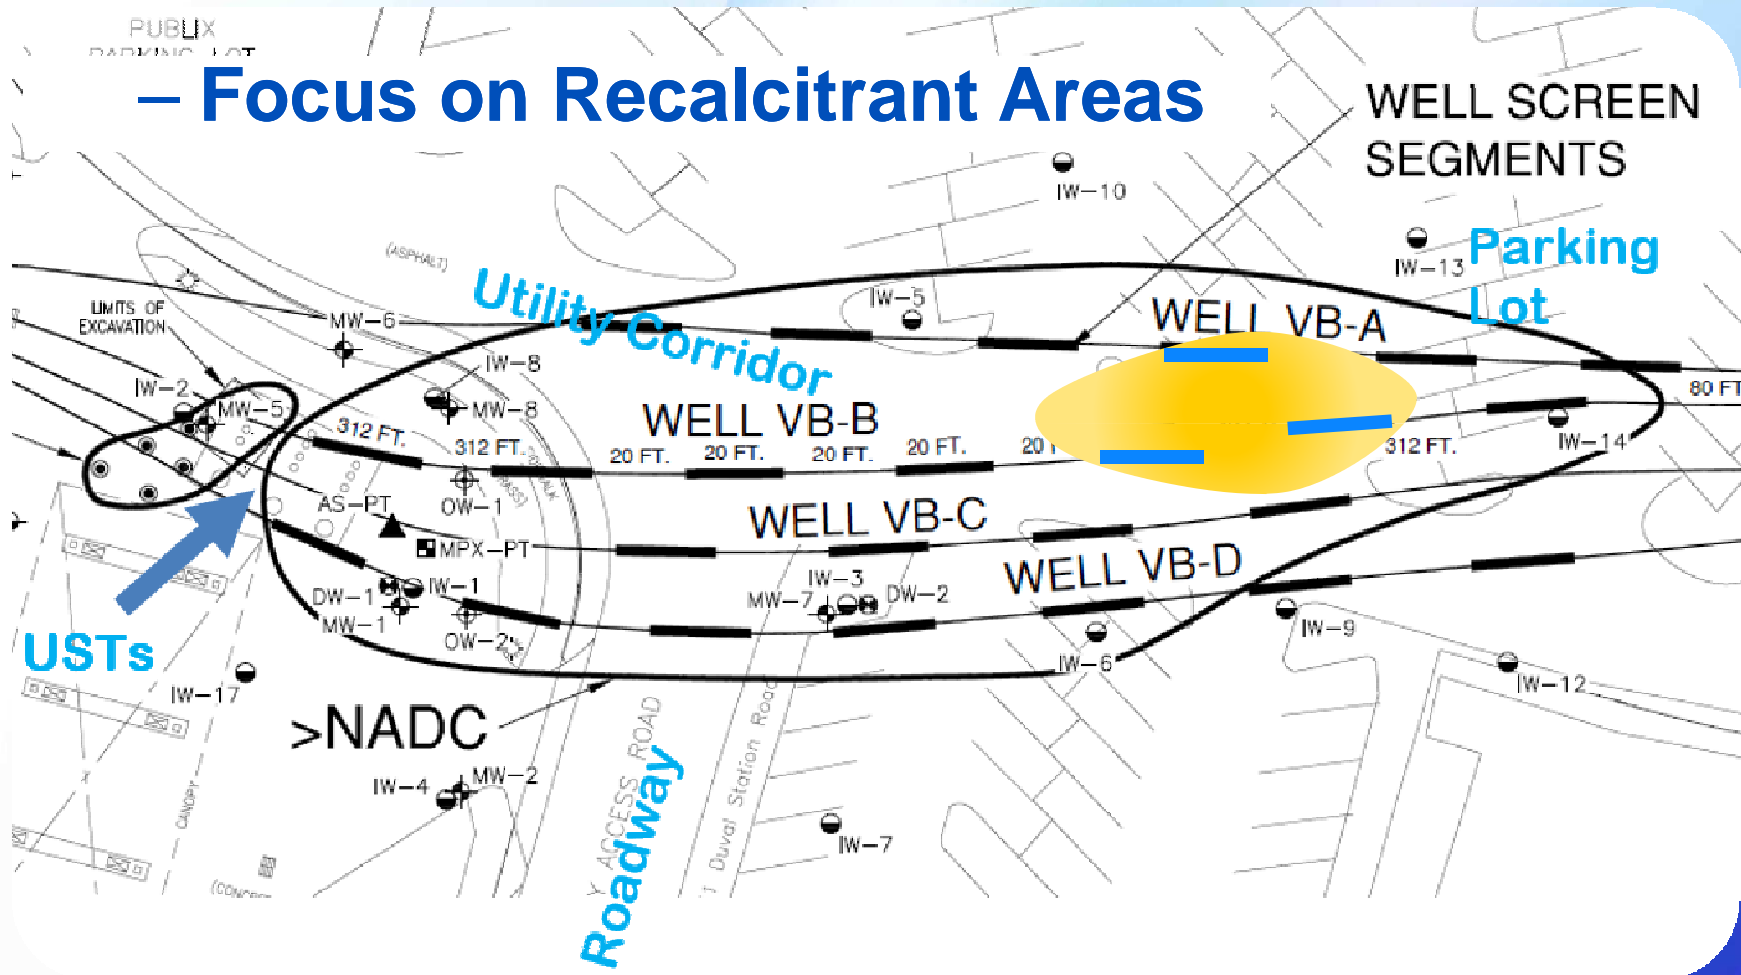 PUBLIX
PARKING LOT
– Focus on Recalcitrant Areas
WELL SCREEN
SEGMENTS
IW-10
IW-13
Parking
Lot
(ASPHALT)
Utility Corridor
LIMITS OF
EXCAVATION
MW-6
IW-5
WELL VB-A
IW-8
IW-2
MW-5
MW-8
80 FT
WELL VB-B
312 FT.
312 FT.
20 FT.
20 FT.
20 FT.
20 FT.
20
312 FT.
IW-14
AS-PT
OW-1
WELL VB-C
MPX-PT
WELL VB-D
DW-1
IW-1
IW-3
MW-7
DW-2
MW-1
OW-2
IW-9
USTs
IW-6
IW-17
IW-12
>NADC
IW-4
MW-2
IW-7
CANOPY
Y ACCESS ROAD
Roadway
Duval Station Road